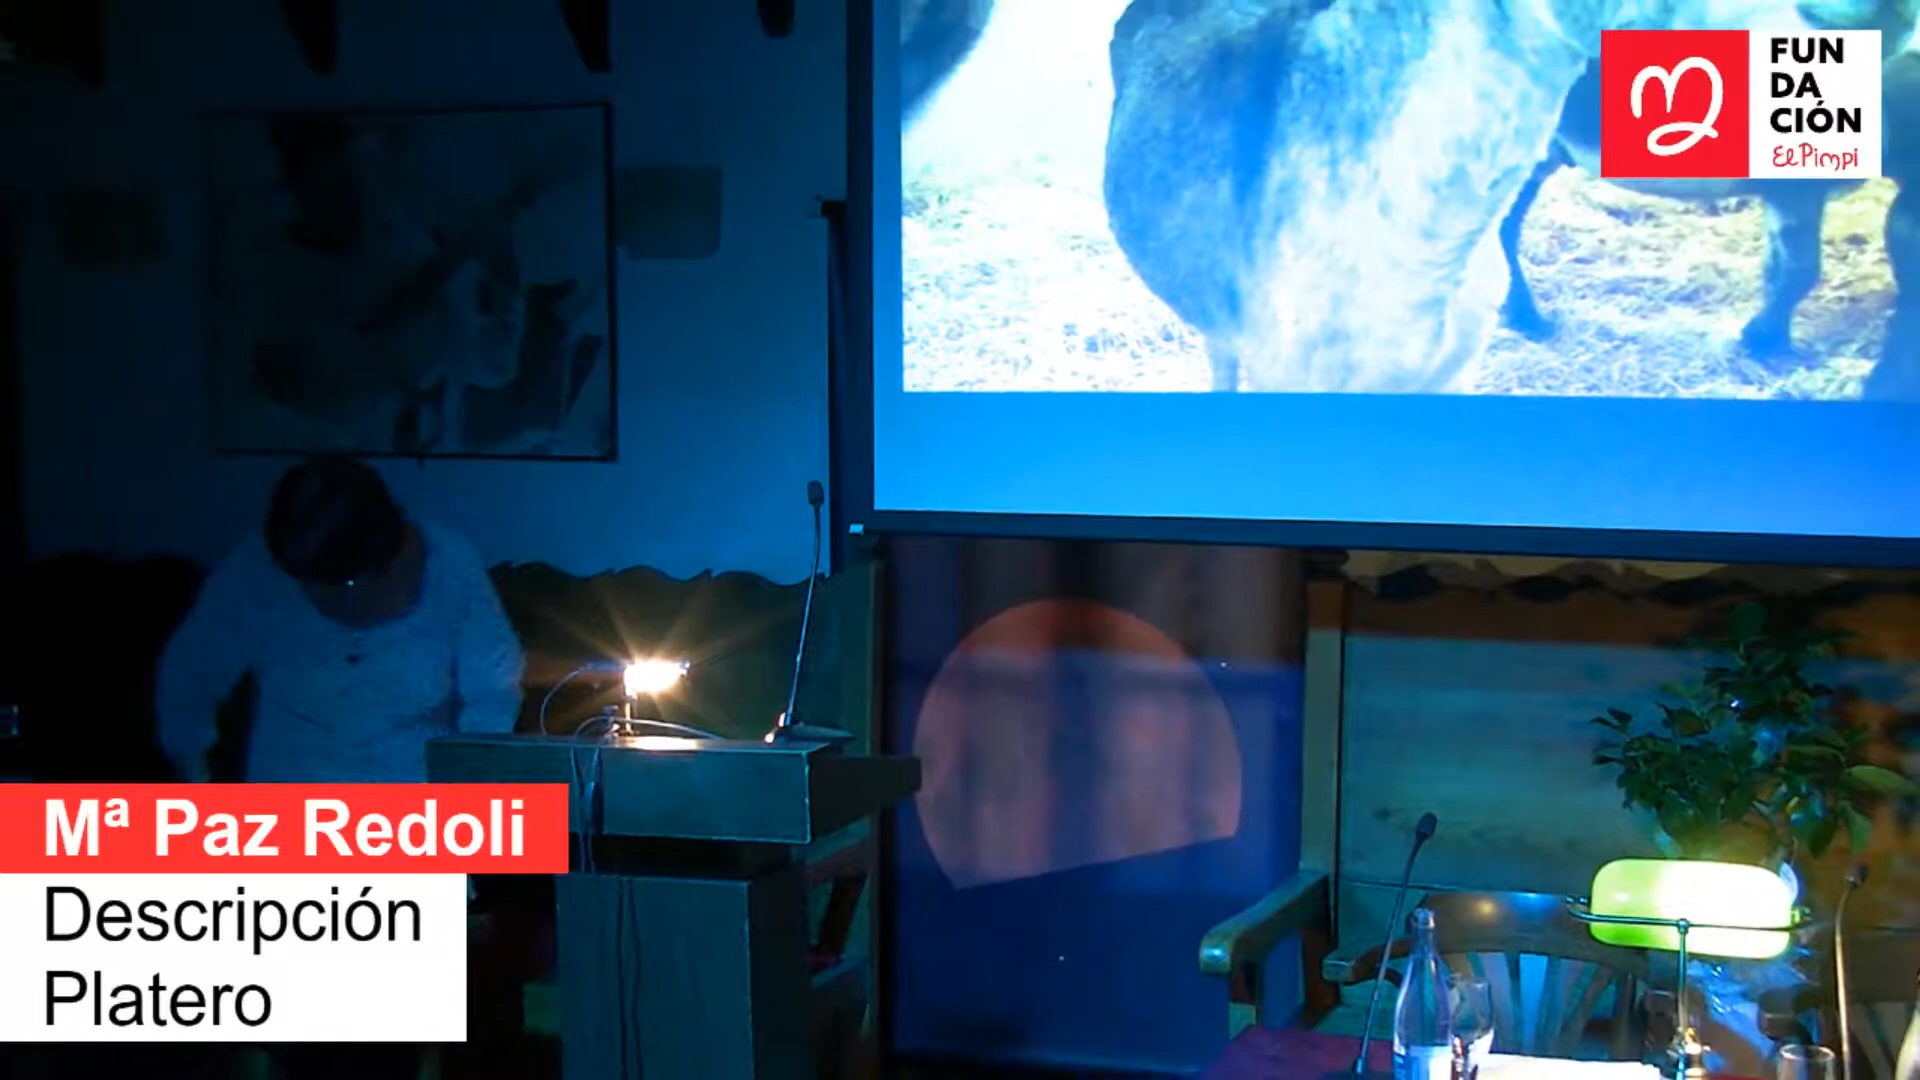 FUN
DA
CIÓN
El Pimpi
Mª Paz Redoli
Descripción
Platero